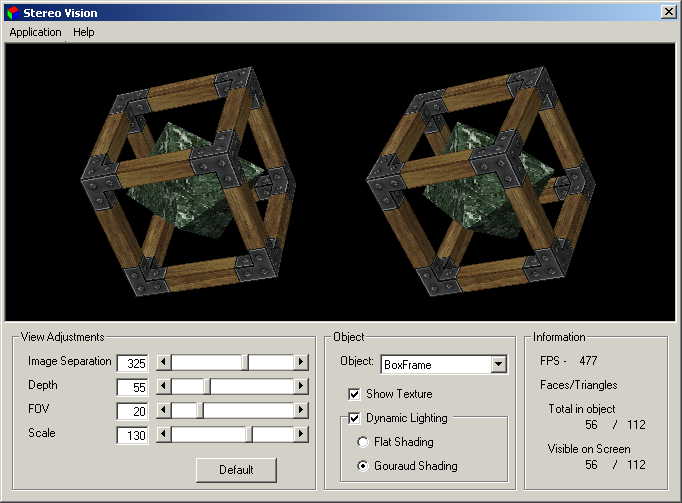 Stereo Vision
Application Help
View Adjustments
Image Separation 325
Depth 55
FOV 20
Scale 130
Default
Object
Object: BoxFrame
Show Texture
Dynamic Lighting
Flat Shading
Gouraud Shading
Information
FPS - 477
Faces/Triangles
Total in object
56 / 112
Visible on Screen
56 / 112